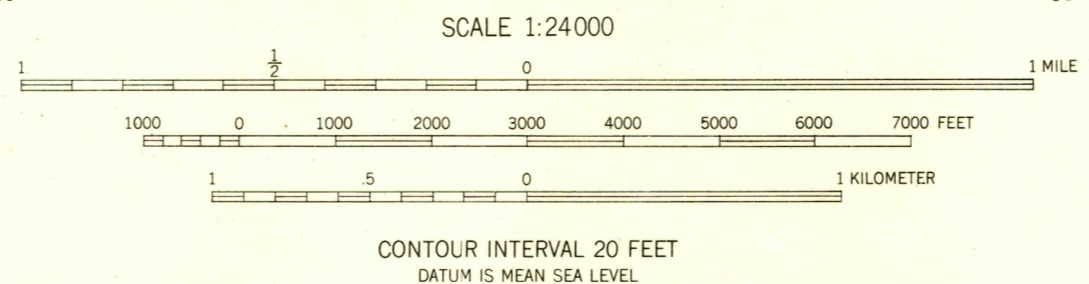 SCALE 1:24000
1 1/2 0 1 MILE
1000 0 1000 2000 3000 4000 5000 6000 7000 FEET
1 .5 0 1 KILOMETER
CONTOUR INTERVAL 20 FEET
DATUM IS MEAN SEA LEVEL